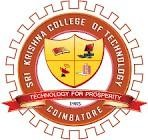 SRI KRISHNA COLLEGE OF TECHNOLOGY
TECHNOLOGY FOR PROSPERITY
1985
COIMBATORE